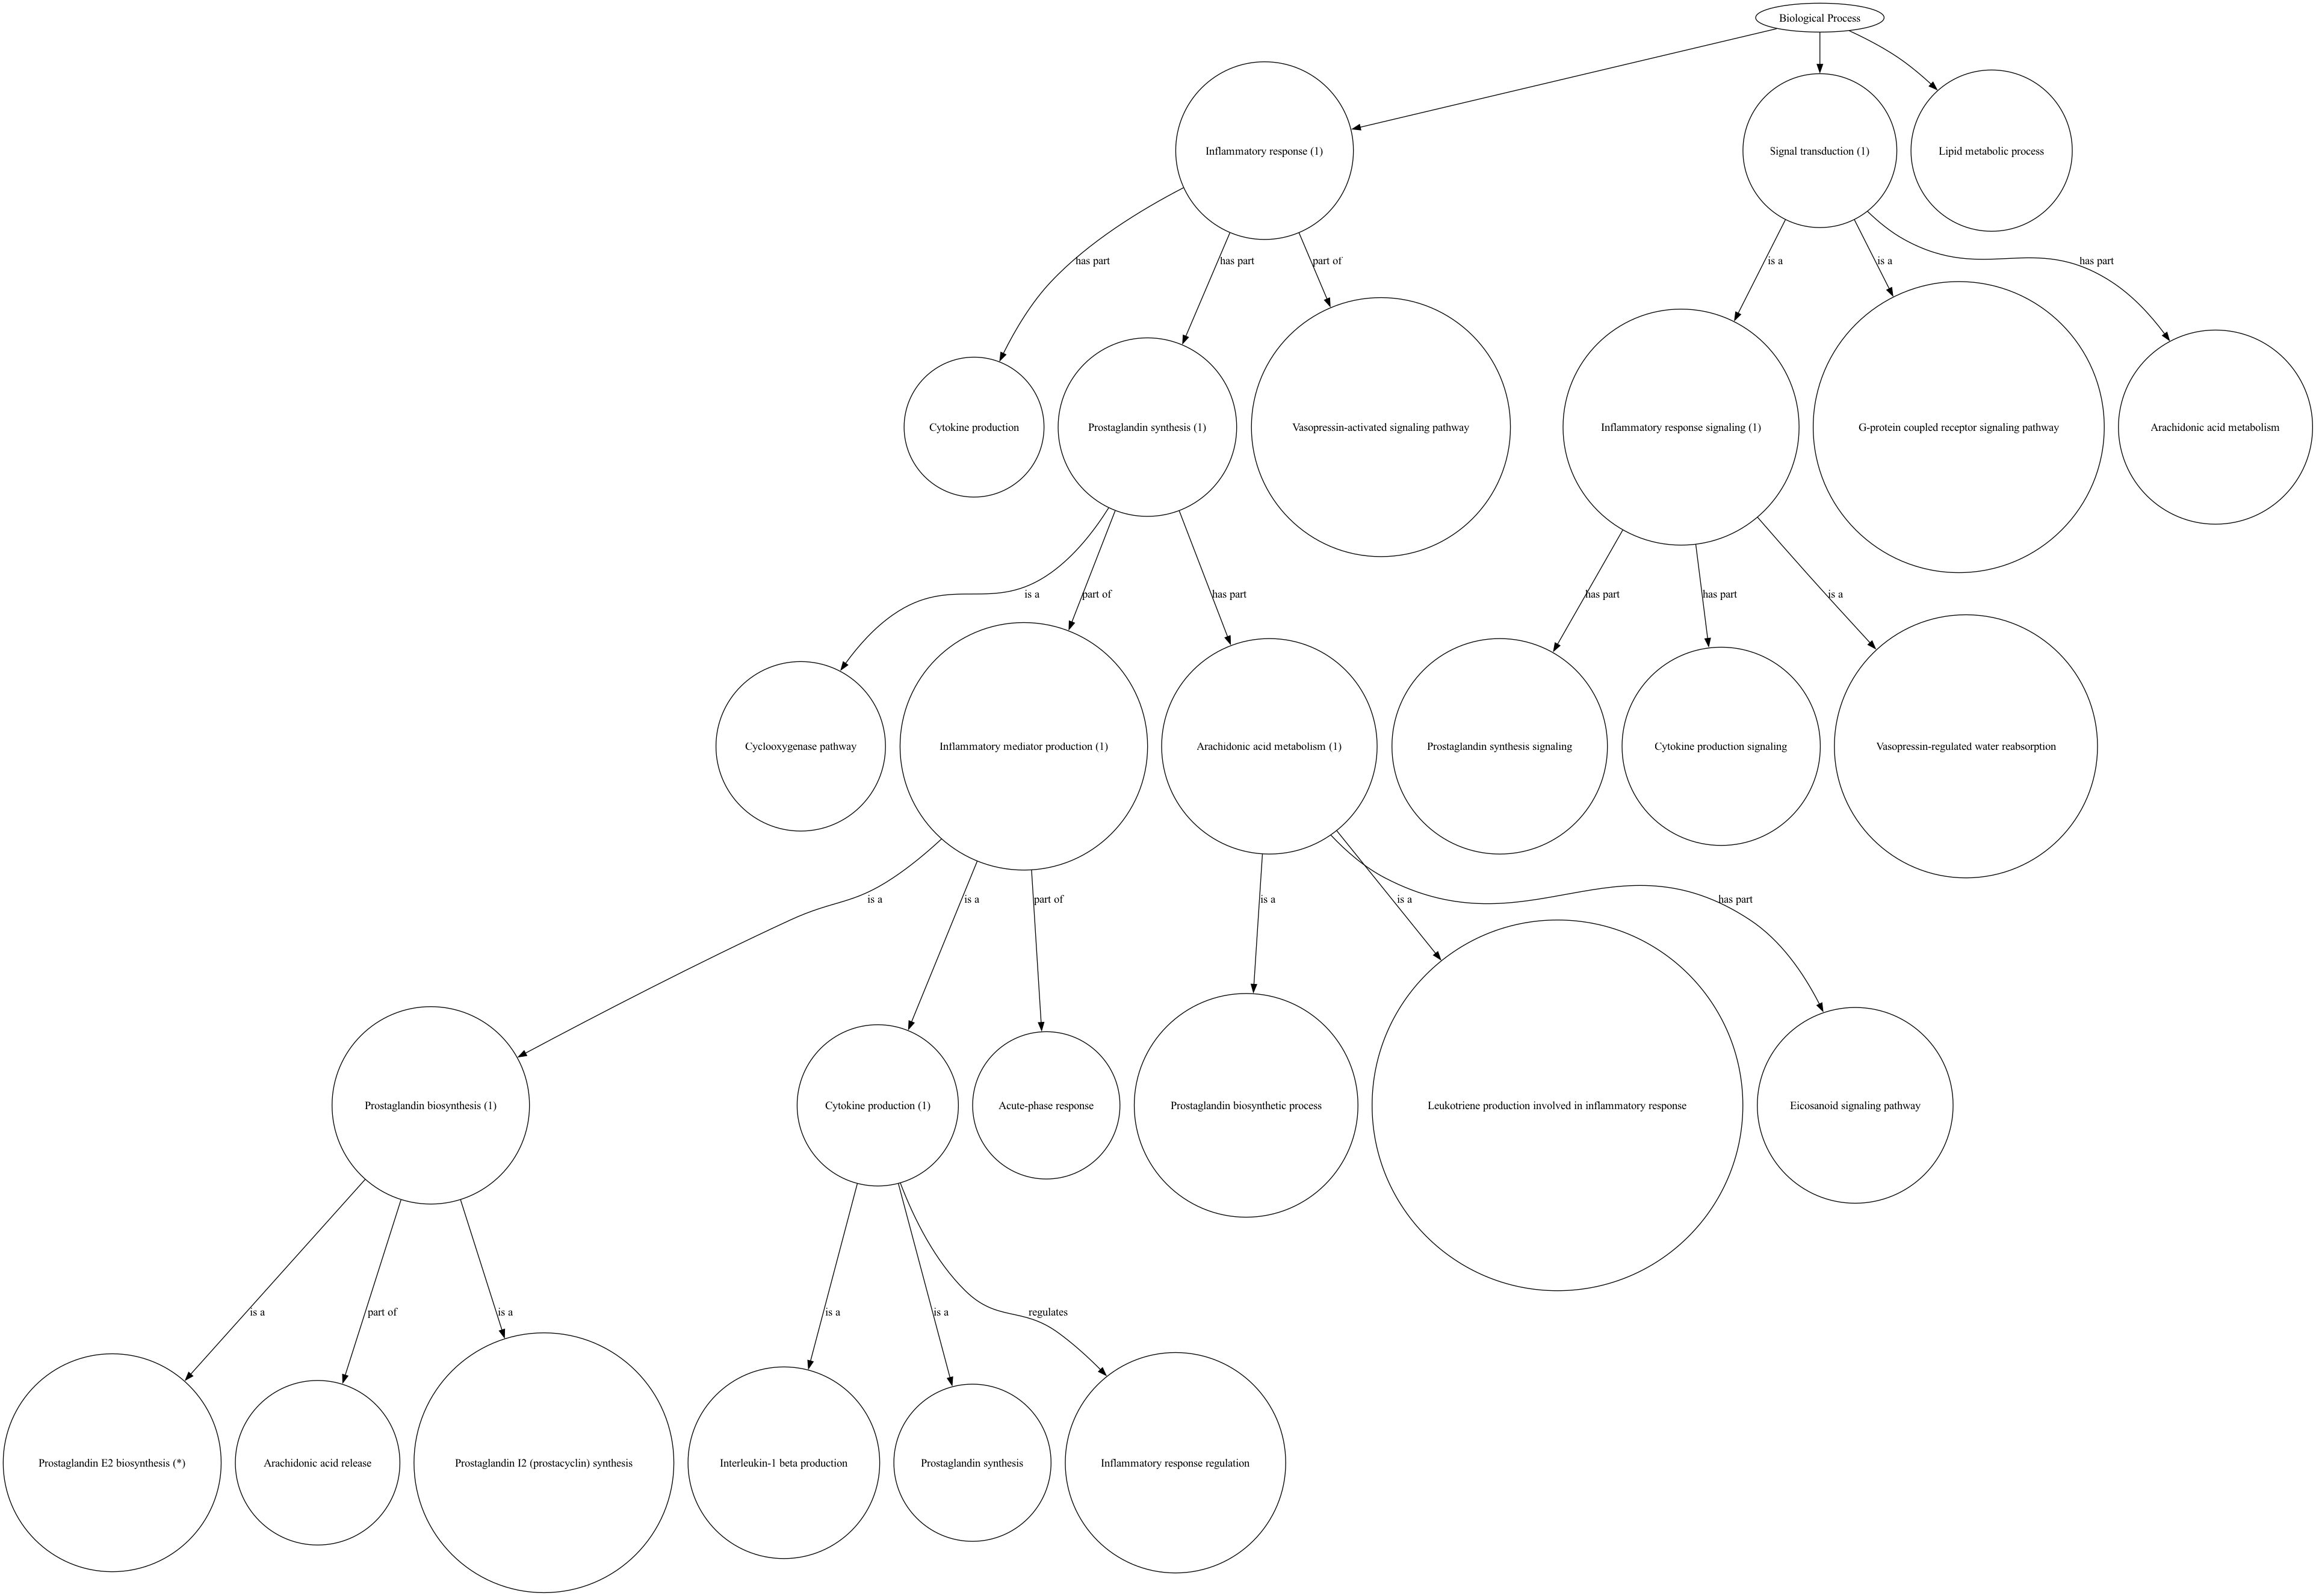 Biological Process
Inflammatory response (1)
Signal transduction (1)
Lipid metabolic process
has part
has part
part of
is a
is a
has part
Cytokine production
Prostaglandin synthesis (1)
Vasopressin-activated signaling pathway
Inflammatory response signaling (1)
G-protein coupled receptor signaling pathway
Arachidonic acid metabolism
is a
part of
has part
has part
has part
is a
Cyclooxygenase pathway
Inflammatory mediator production (1)
Arachidonic acid metabolism (1)
Prostaglandin synthesis signaling
Cytokine production signaling
Vasopressin-regulated water reabsorption
is a
is a
part of
is a
is a
has part
Prostaglandin biosynthesis (1)
Cytokine production (1)
Acute-phase response
Prostaglandin biosynthetic process
Leukotriene production involved in inflammatory response
Eicosanoid signaling pathway
is a
part of
is a
is a
is a
regulates
Prostaglandin E2 biosynthesis (*)
Arachidonic acid release
Prostaglandin I2 (prostacyclin) synthesis
Interleukin-1 beta production
Prostaglandin synthesis
Inflammatory response regulation